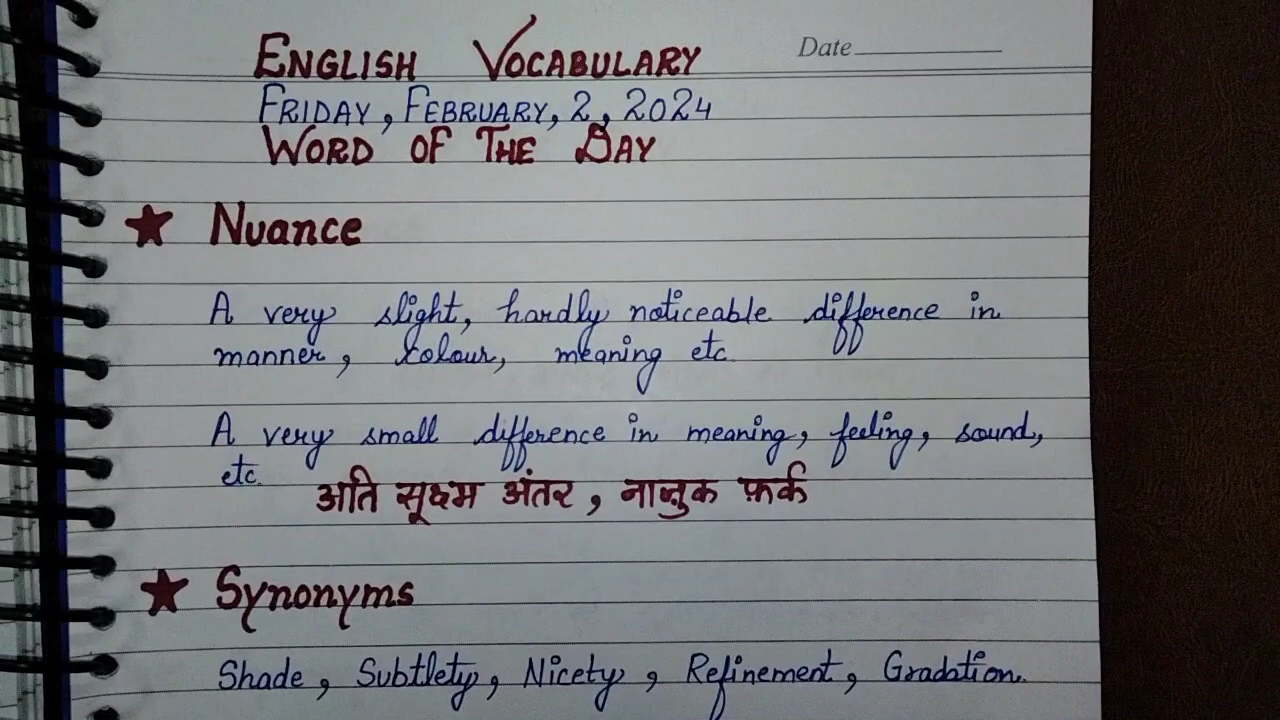 ENGLISH VOCABULARY
Date
FRIDAY, FEBRUARY, 2, 2024
WORD OF THE DAY
★ Nuance
A very slight, hardly noticeable difference in
manner, colour, meaning etc
A very small difference in meaning, feeling, sound,
etc.
अति सूक्ष्म अंतर, नाज़ुक फ़र्क
★ Synonyms
Shade, Subtlety, Nicety, Refinement, Gradation.